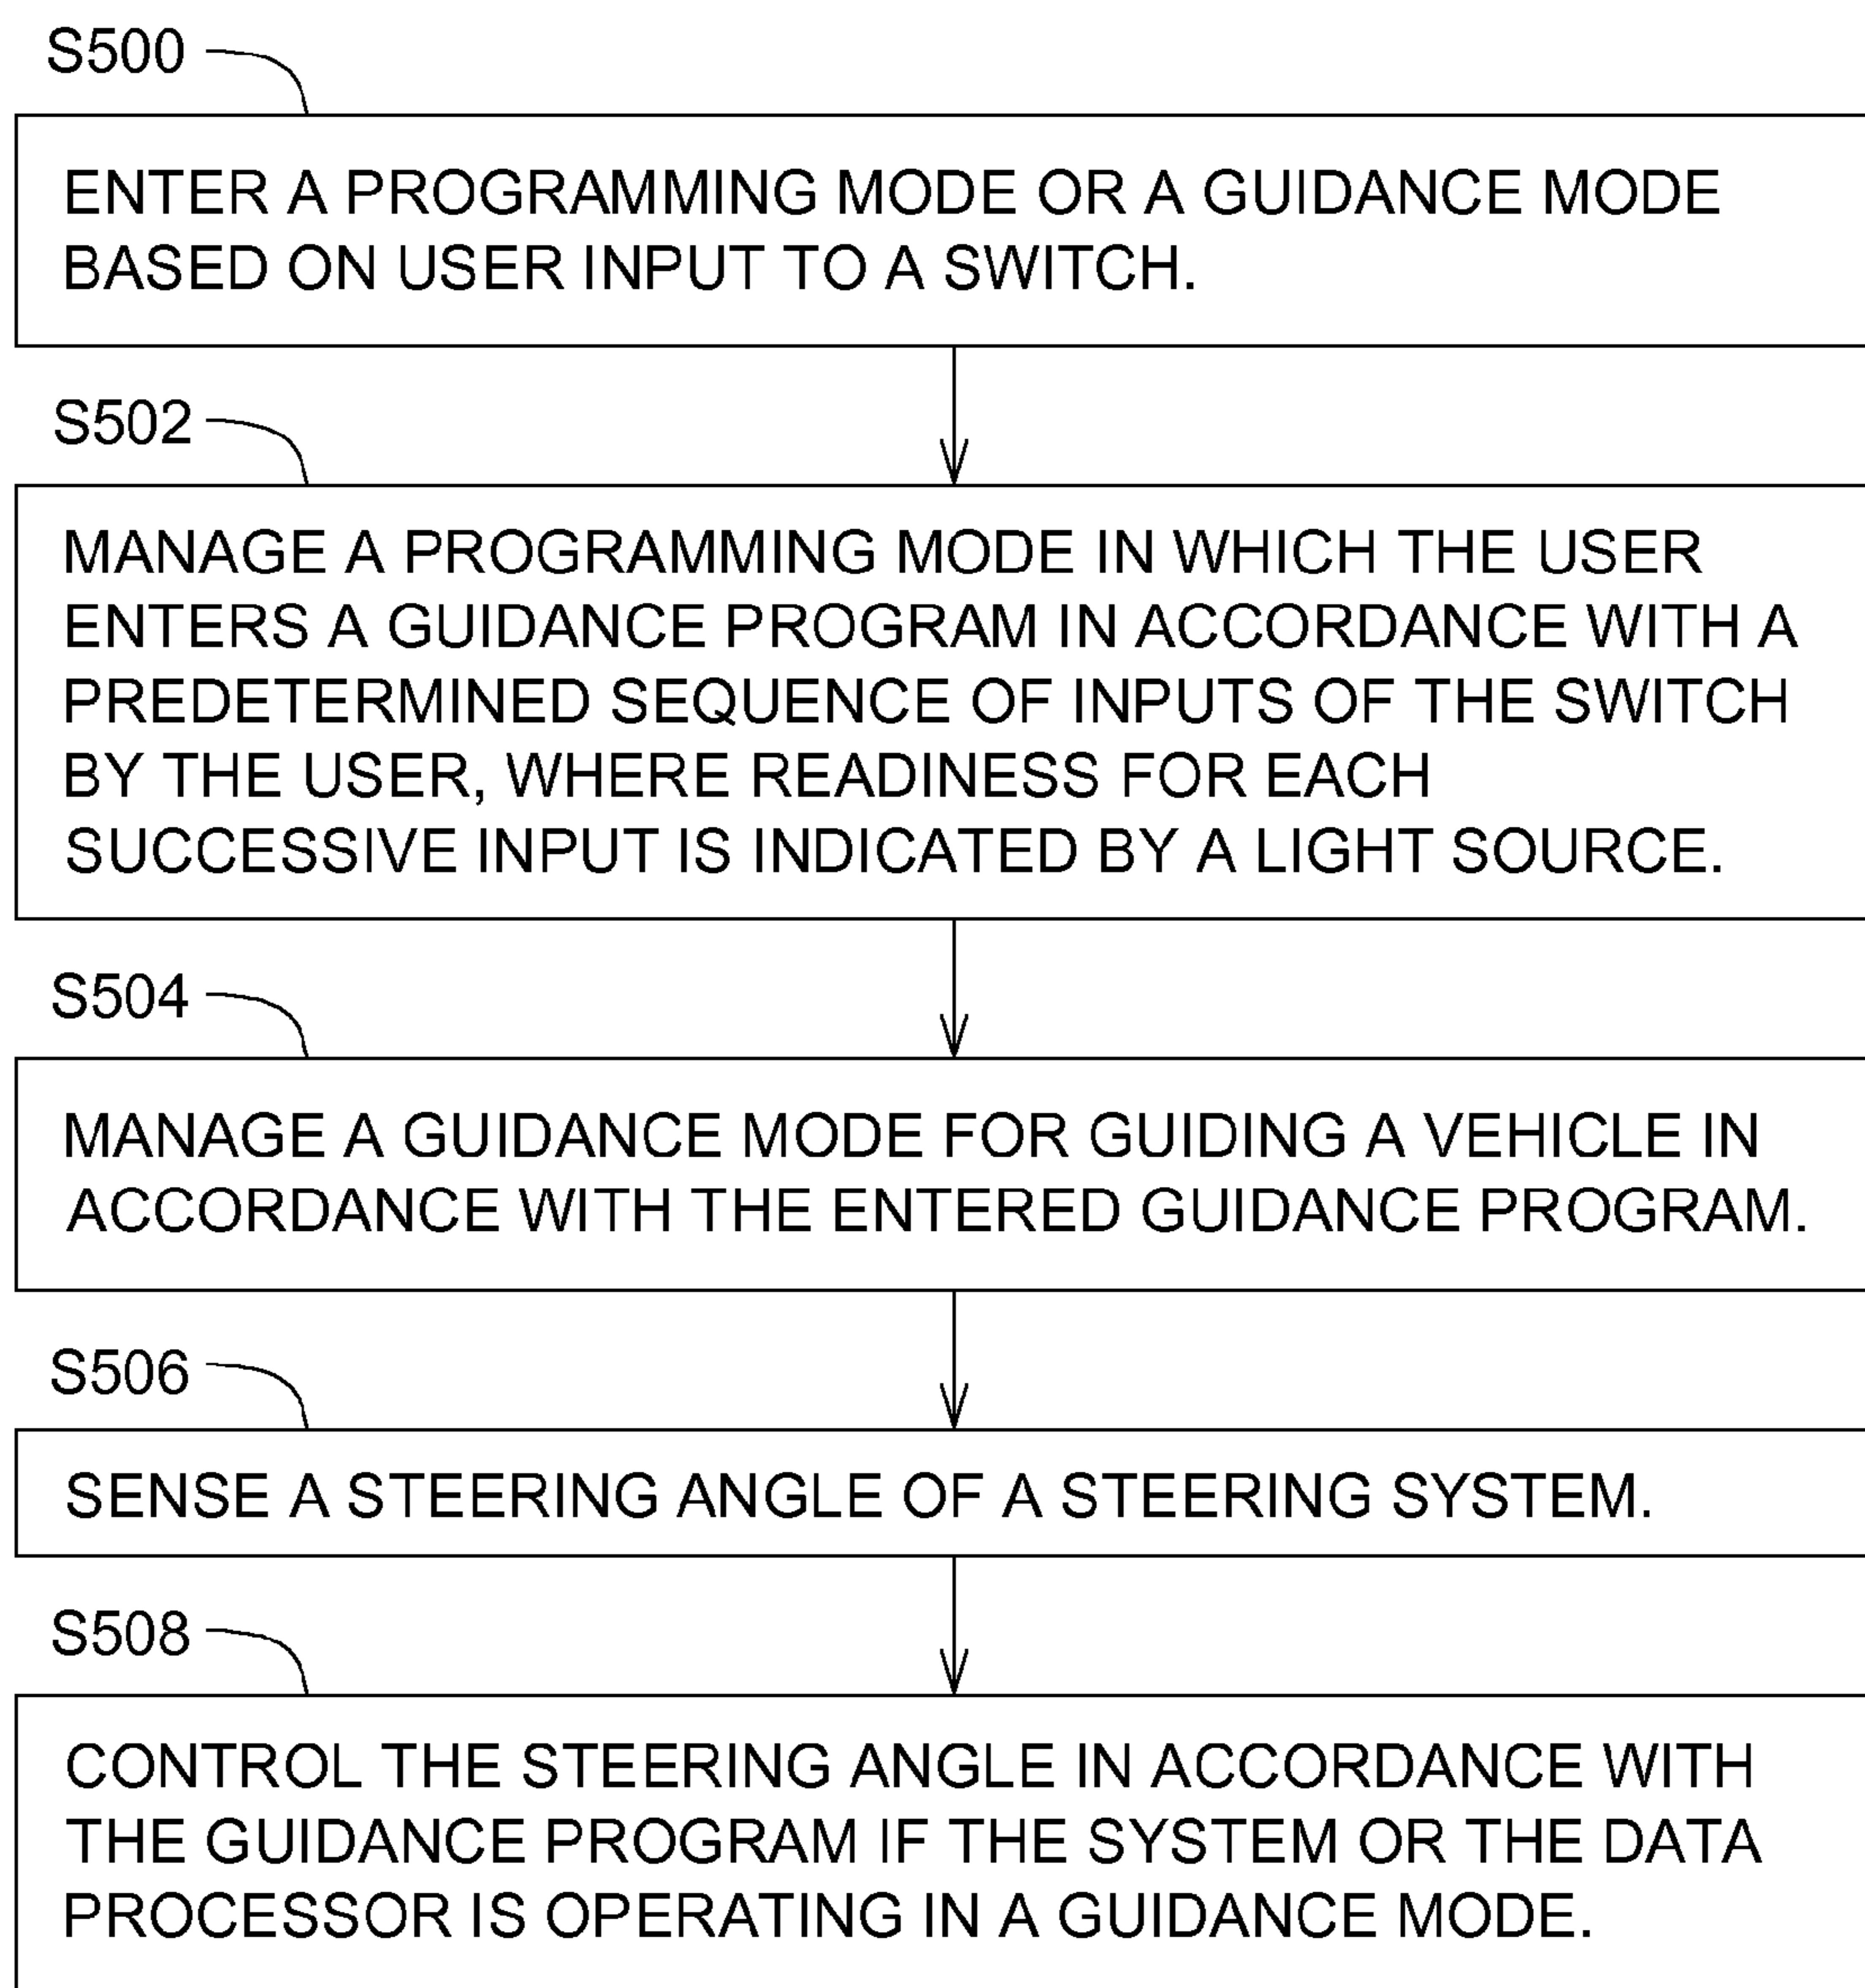 S500
ENTER A PROGRAMMING MODE OR A GUIDANCE MODE
BASED ON USER INPUT TO A SWITCH.
S502
MANAGE A PROGRAMMING MODE IN WHICH THE USER
ENTERS A GUIDANCE PROGRAM IN ACCORDANCE WITH A
PREDETERMINED SEQUENCE OF INPUTS OF THE SWITCH
BY THE USER, WHERE READINESS FOR EACH
SUCCESSIVE INPUT IS INDICATED BY A LIGHT SOURCE.
S504
MANAGE A GUIDANCE MODE FOR GUIDING A VEHICLE IN
ACCORDANCE WITH THE ENTERED GUIDANCE PROGRAM.
S506
SENSE A STEERING ANGLE OF A STEERING SYSTEM.
S508
CONTROL THE STEERING ANGLE IN ACCORDANCE WITH
THE GUIDANCE PROGRAM IF THE SYSTEM OR THE DATA
PROCESSOR IS OPERATING IN A GUIDANCE MODE.